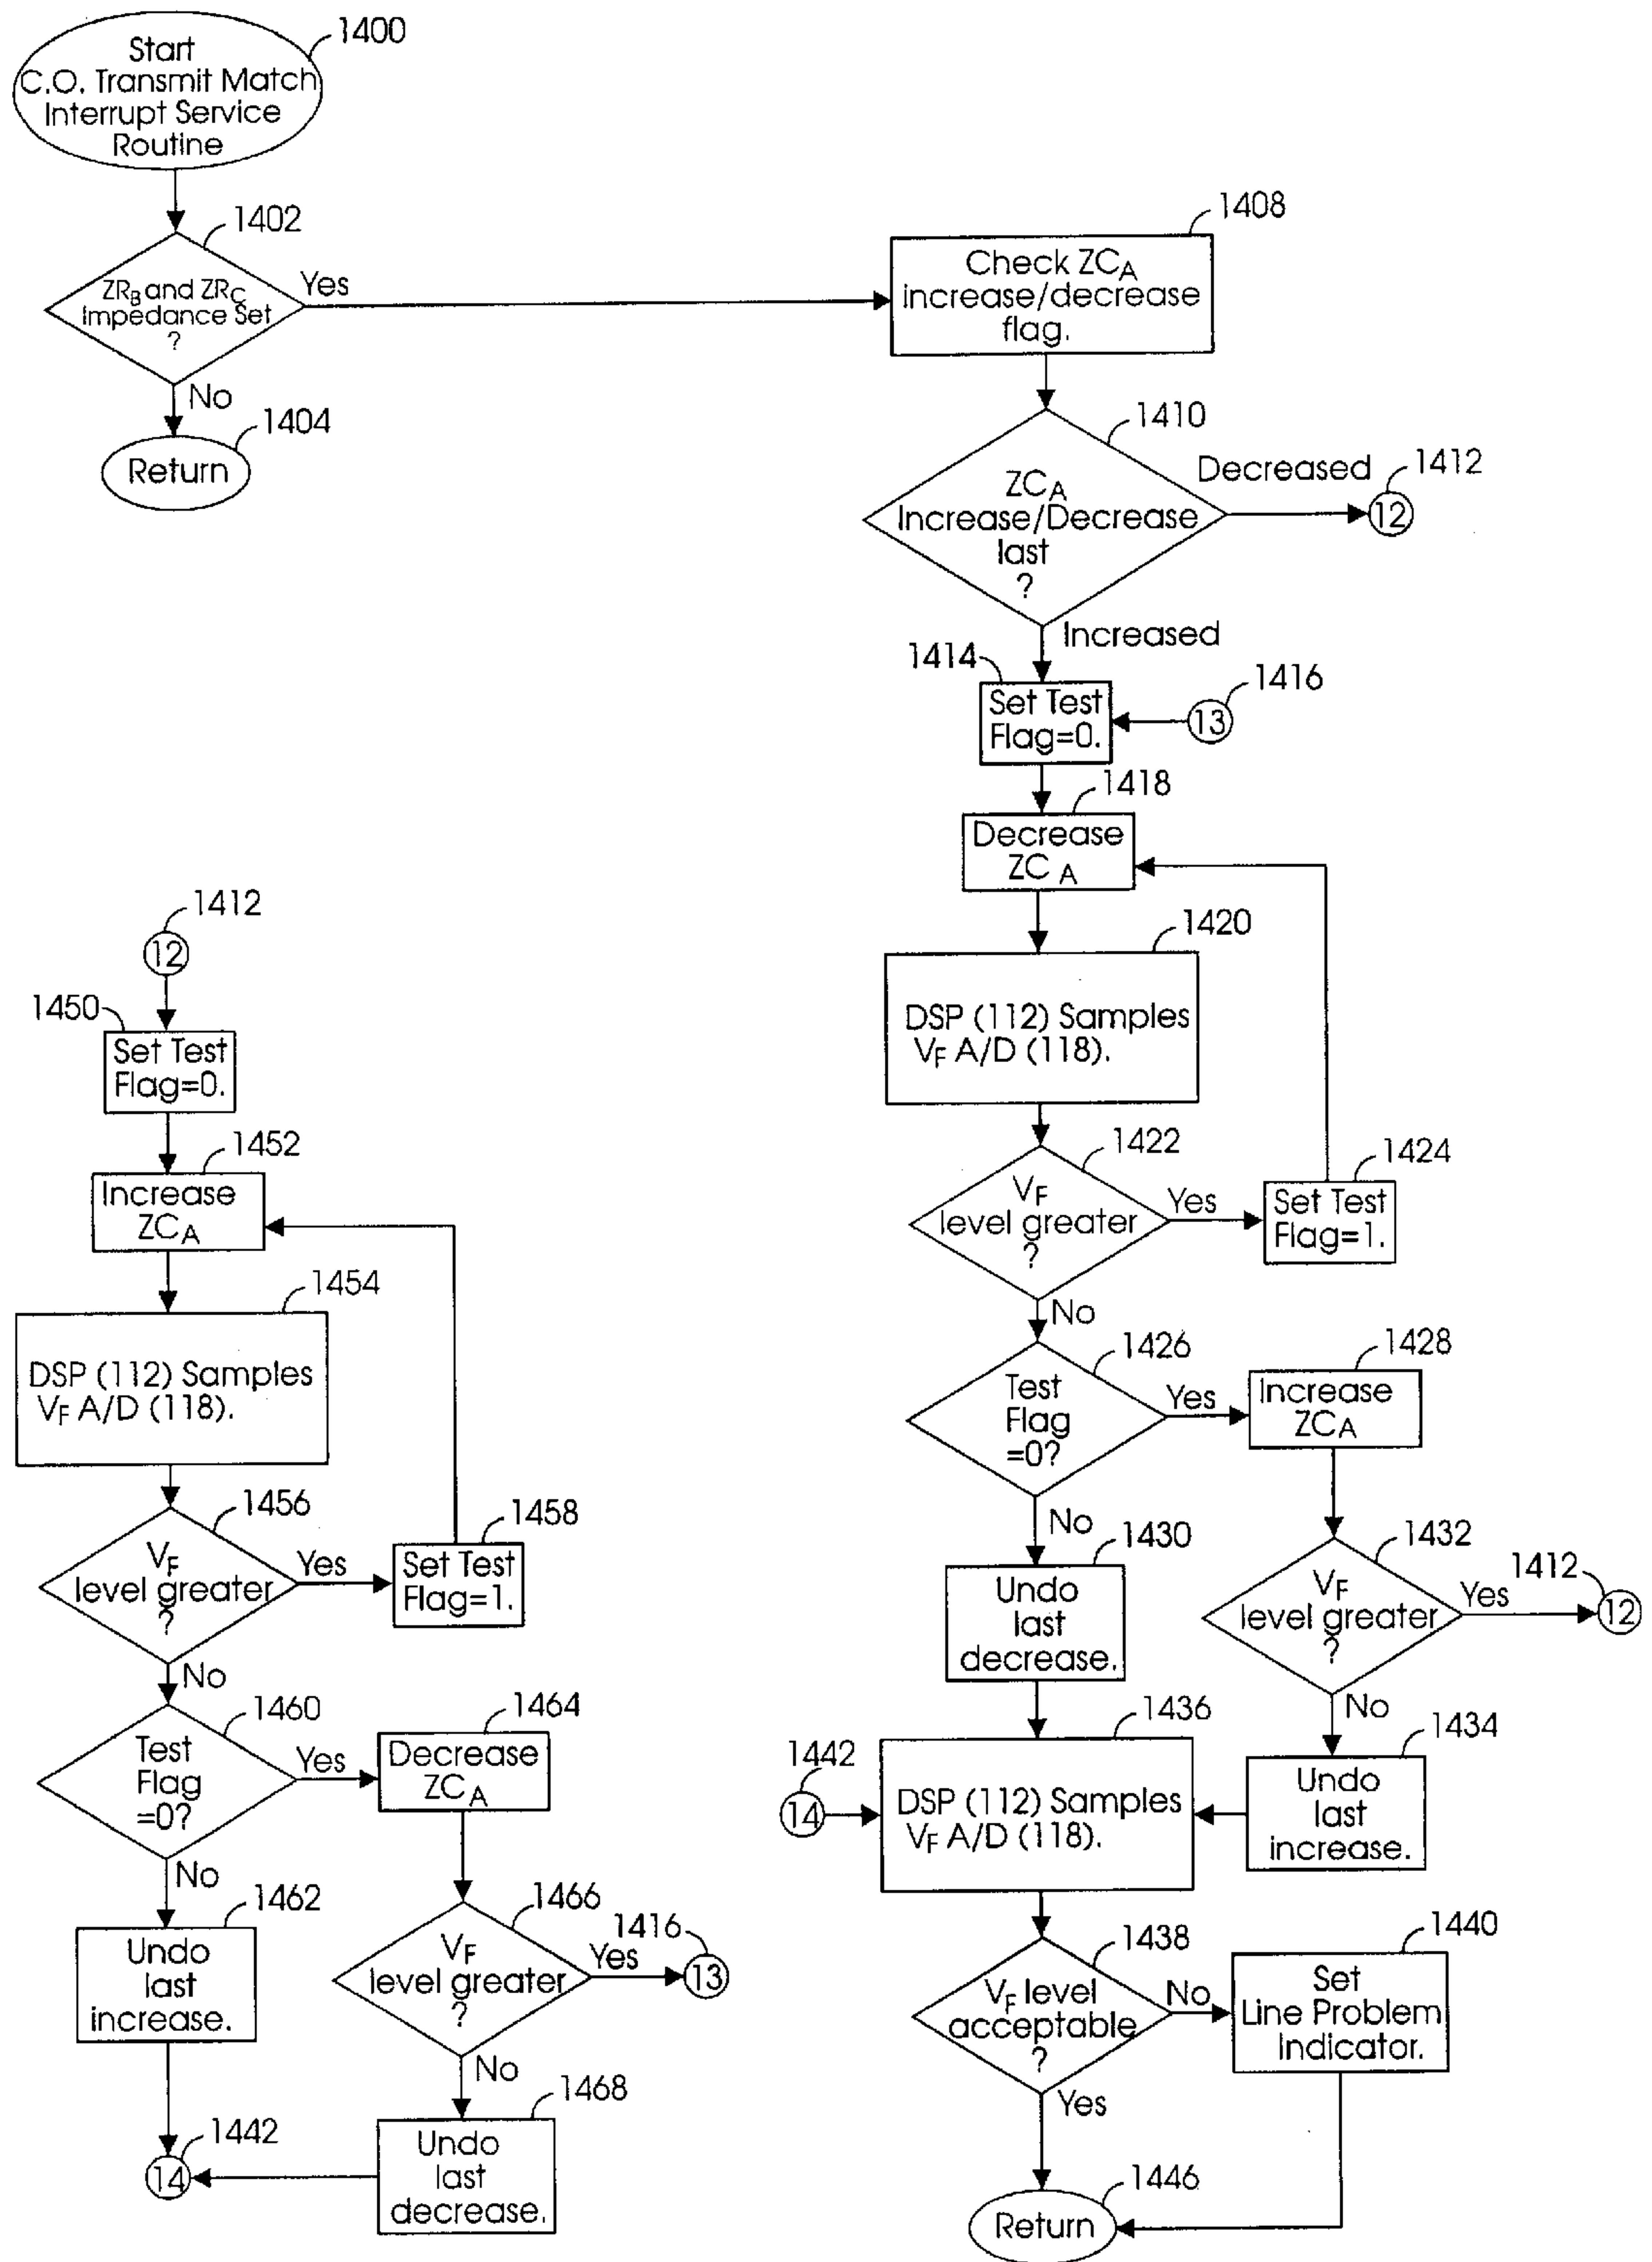 1400
Start
C.O. Transmit Match
Interrupt Service
Routine
1402
ZRB and ZRC
Impedance Set
?
Yes
No
1404
Return
1408
Check ZCA
increase/decrease
flag.
1410
ZCA
Increase/Decrease
last
?
Decreased
1412
12
Increased
1414
Set Test
Flag=0.
1416
13
1418
Decrease
ZCA
1420
DSP (112) Samples
VF A/D (118).
1422
VF
level greater
?
Yes
1424
Set Test
Flag=1.
No
1426
Test
Flag
=0?
Yes
1428
Increase
ZCA
No
1430
Undo
last
decrease.
1432
VF
level greater
?
Yes
1412
12
No
1434
Undo
last
increase.
1436
DSP (112) Samples
VF A/D (118).
1442
14
1438
VF level
acceptable
?
No
1440
Set
Line Problem
Indicator.
Yes
1446
Return
1412
12
1450
Set Test
Flag=0.
1452
Increase
ZCA
1454
DSP (112) Samples
VF A/D (118).
1456
VF
level greater
?
Yes
1458
Set Test
Flag=1.
No
1460
Test
Flag
=0?
Yes
1464
Decrease
ZCA
No
1462
Undo
last
increase.
1466
VF
level greater
?
Yes
1416
13
No
1468
Undo
last
decrease.
1442
14